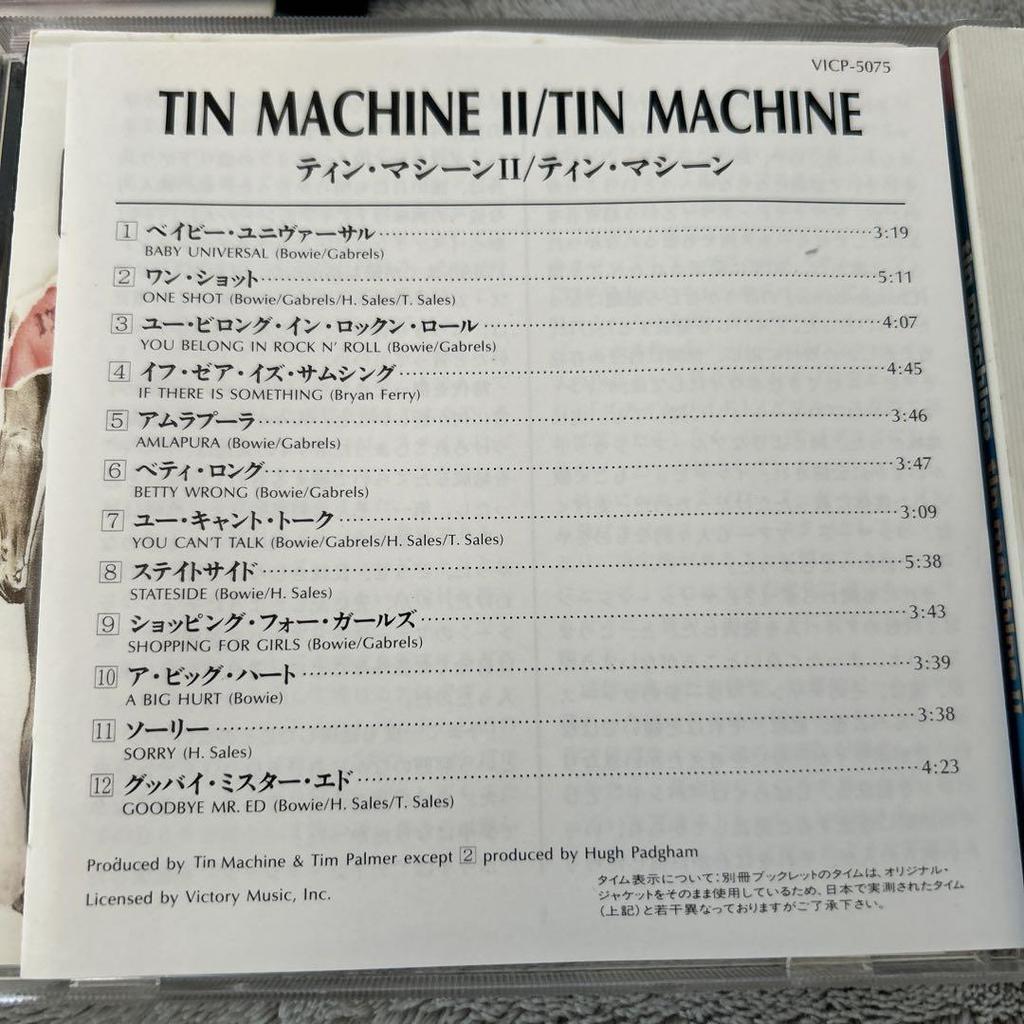 VICP-5075
TIN MACHINE II/TIN MACHINE
ティン・マシーンII/ティン・マシーン
1 ベイビー・ユニヴァーサル 3:19
BABY UNIVERSAL (Bowie/Gabrels)
2 ワン・ショット 5:11
ONE SHOT (Bowie/Gabrels/H. Sales/T. Sales)
3 ユー・ビロング・イン・ロックン・ロール 4:07
YOU BELONG IN ROCK N' ROLL (Bowie/Gabrels)
4 イフ・ゼア・イズ・サムシング 4:45
IF THERE IS SOMETHING (Bryan Ferry)
5 アムラプーラ 3:46
AMLAPURA (Bowie/Gabrels)
6 ベティ・ロング 3:47
BETTY WRONG (Bowie/Gabrels)
7 ユー・キャント・トーク 3:09
YOU CAN'T TALK (Bowie/Gabrels/H. Sales/T. Sales)
8 ステイトサイド 5:38
STATESIDE (Bowie/H. Sales)
9 ショッピング・フォー・ガールズ 3:43
SHOPPING FOR GIRLS (Bowie/Gabrels)
10 ア・ビッグ・ハート 3:39
A BIG HURT (Bowie)
11 ソーリー 3:38
SORRY (H. Sales)
12 グッバイ・ミスター・エド 4:23
GOODBYE MR. ED (Bowie/H. Sales/T. Sales)
Produced by Tin Machine & Tim Palmer except 2 produced by Hugh Padgham
Licensed by Victory Music, Inc.
タイム表示について：別冊ブックレットのタイムは、オリジナル・
ジャケットをそのまま使用しているため、日本で実測されたタイム
（上記）と若干異なっておりますがご了承下さい。